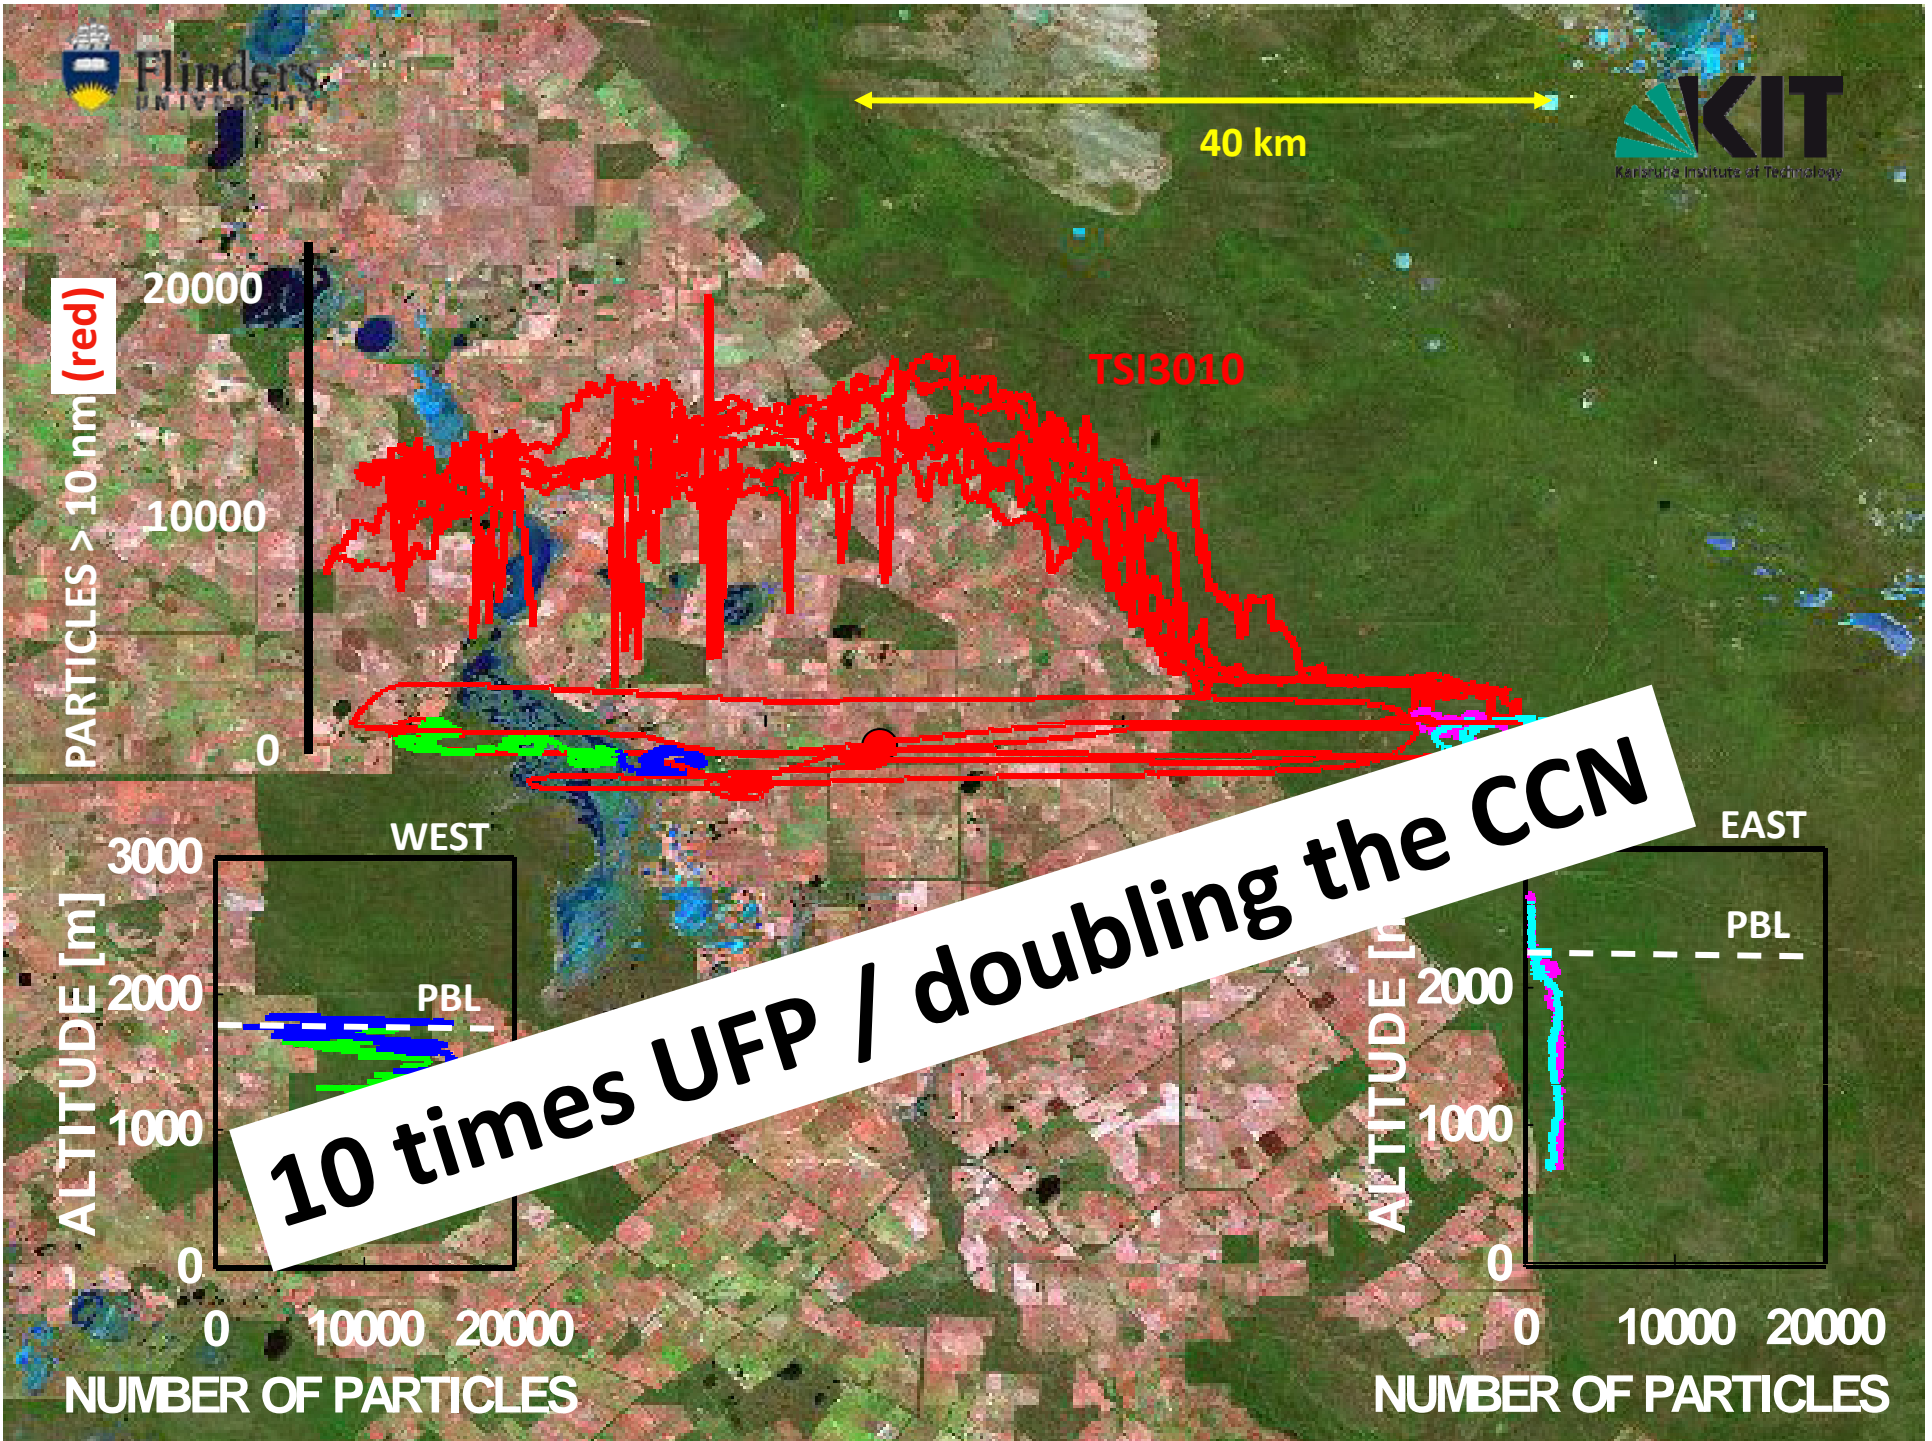 Flinders
UNIVERSITY
40 km
KIT
Karlsruhe Institute of Technology
PARTICLES > 10 nm (red)
20000
10000
0
TSI3010
10 times UFP / doubling the CCN
WEST
PBL
ALTITUDE [m]
3000
2000
1000
0
0 10000 20000
NUMBER OF PARTICLES
EAST
PBL
ALTITUDE
2000
1000
0
0 10000 20000
NUMBER OF PARTICLES